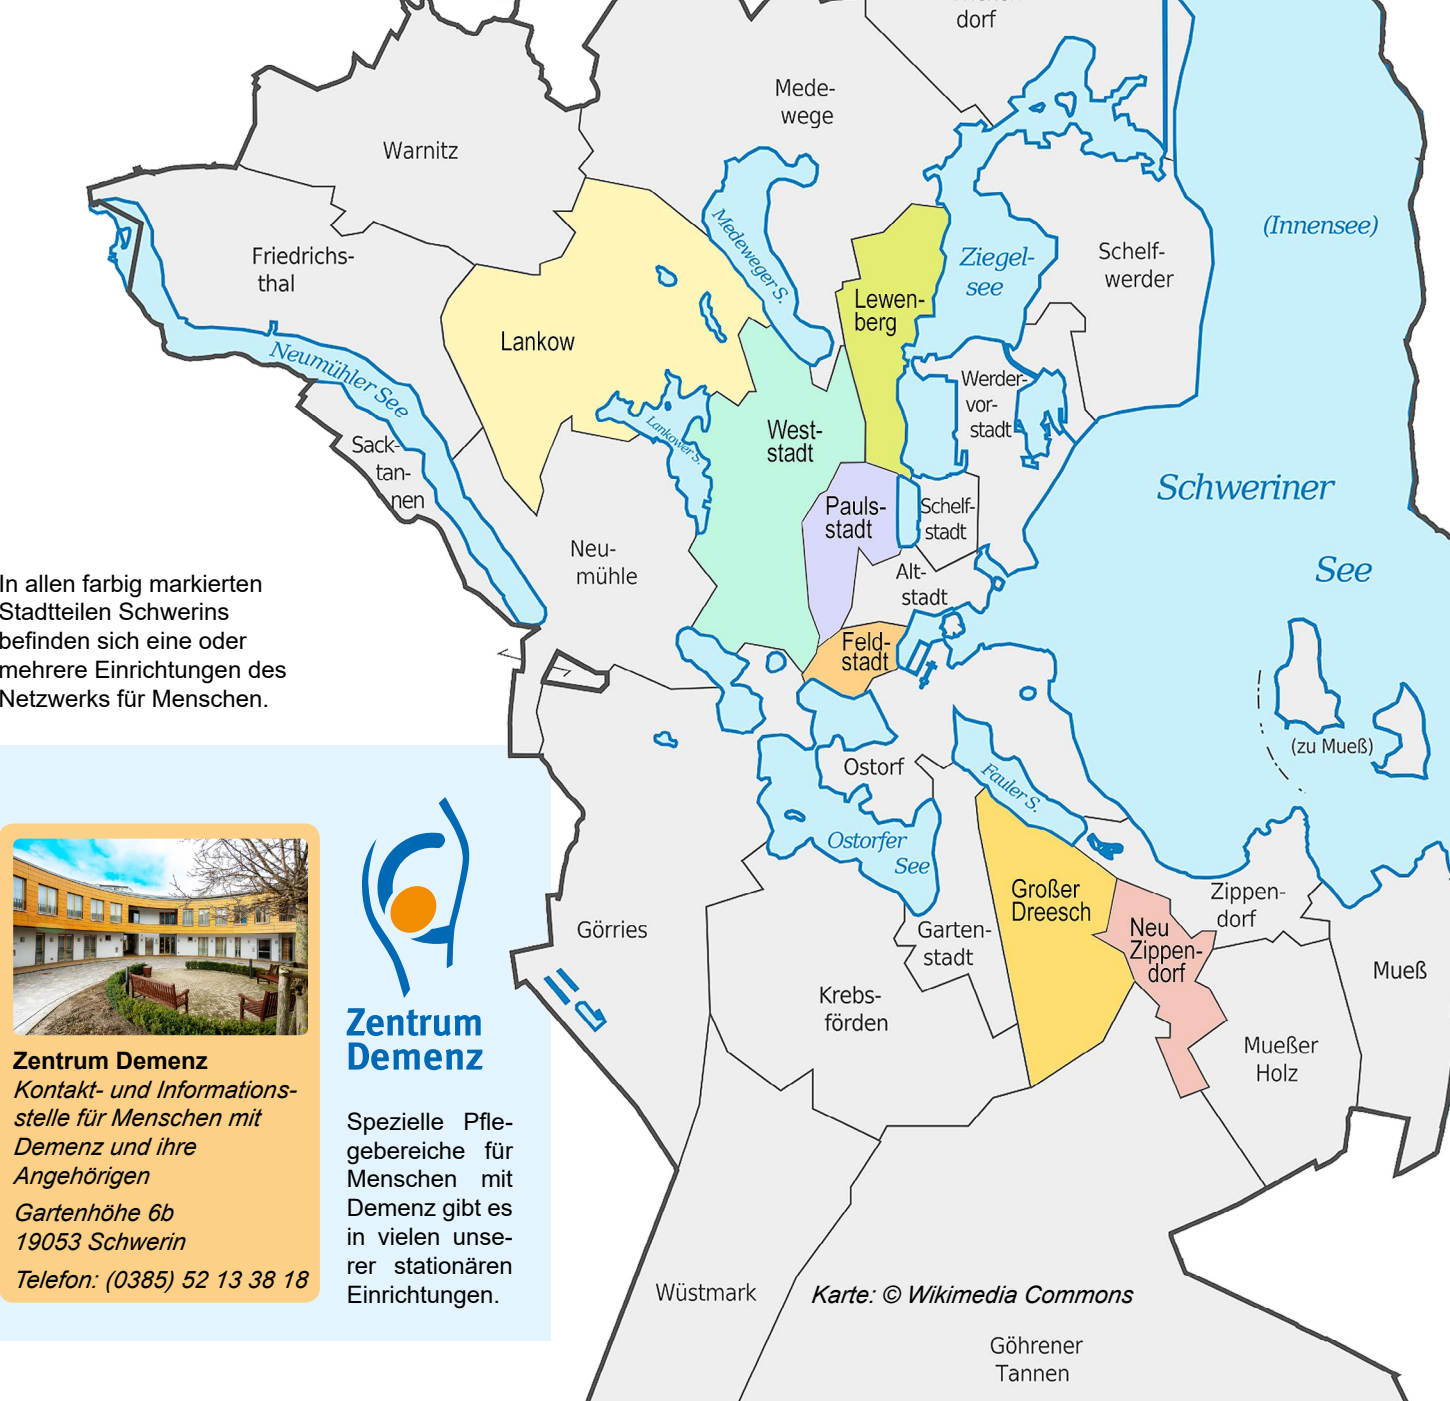 dorf
Mede-
wege
Warnitz
Friedrichs-
thal
Medeweger S.
Ziegel-
see
Schelf-
werder
(Innensee)
Lewen-
berg
Lankow
Neumühler See
Werder-
vor-
stadt
Lankower S.
West-
stadt
Sack-
tan-
nen
Schweriner
See
Pauls-
stadt
Schelf-
stadt
Neu-
mühle
Alt-
stadt
Feld-
stadt
In allen farbig markierten
Stadtteilen Schwerins
befinden sich eine oder
mehrere Einrichtungen des
Netzwerks für Menschen.
(zu Mueß)
Ostorf
Fauler S.
Ostorfer
See
Großer
Dreesch
Zippen-
dorf
Neu
Zippen-
dorf
Görries
Garten-
stadt
Mueß
Krebs-
förden
Mueßer
Holz
Wüstmark
Karte: © Wikimedia Commons
Göhrener
Tannen
Zentrum Demenz
Kontakt- und Informations-
stelle für Menschen mit
Demenz und ihre
Angehörigen
Gartenhöhe 6b
19053 Schwerin
Telefon: (0385) 52 13 38 18
Zentrum
Demenz
Spezielle Pfle-
gebereiche für
Menschen mit
Demenz gibt es
in vielen unse-
rer stationären
Einrichtungen.